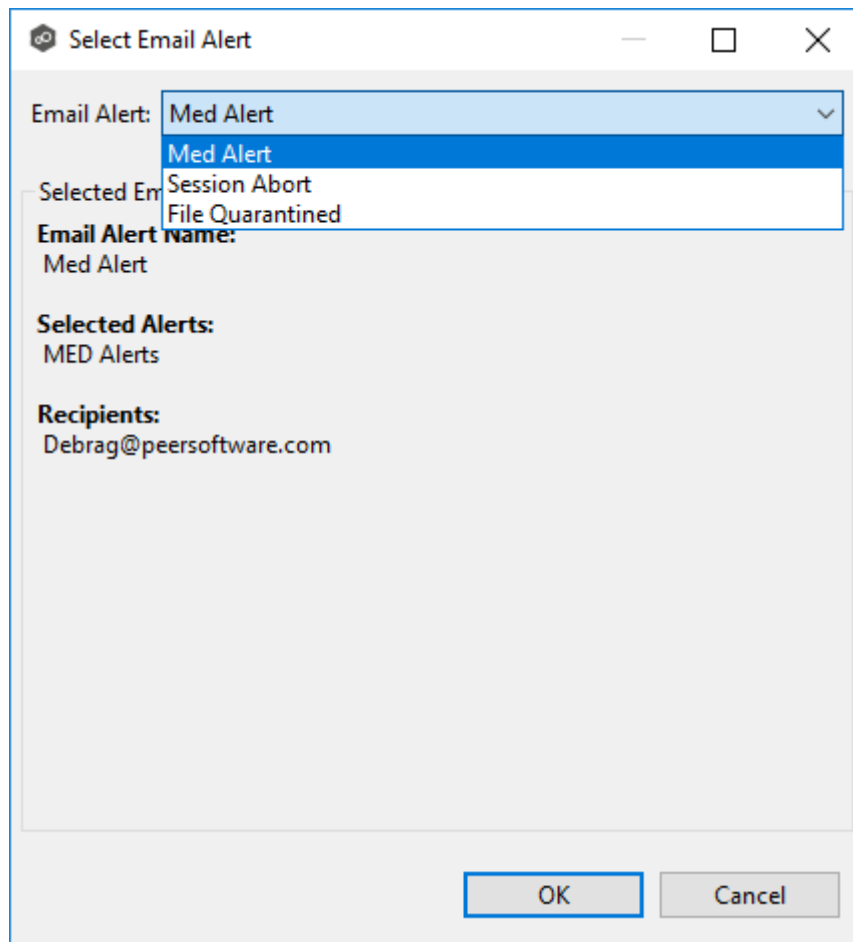 Select Email Alert
Email Alert: Med Alert
Med Alert
Session Abort
File Quarantined
Selected Em
Email Alert Name:
Med Alert
Selected Alerts:
MED Alerts
Recipients:
Debrag@peersoftware.com
OK Cancel